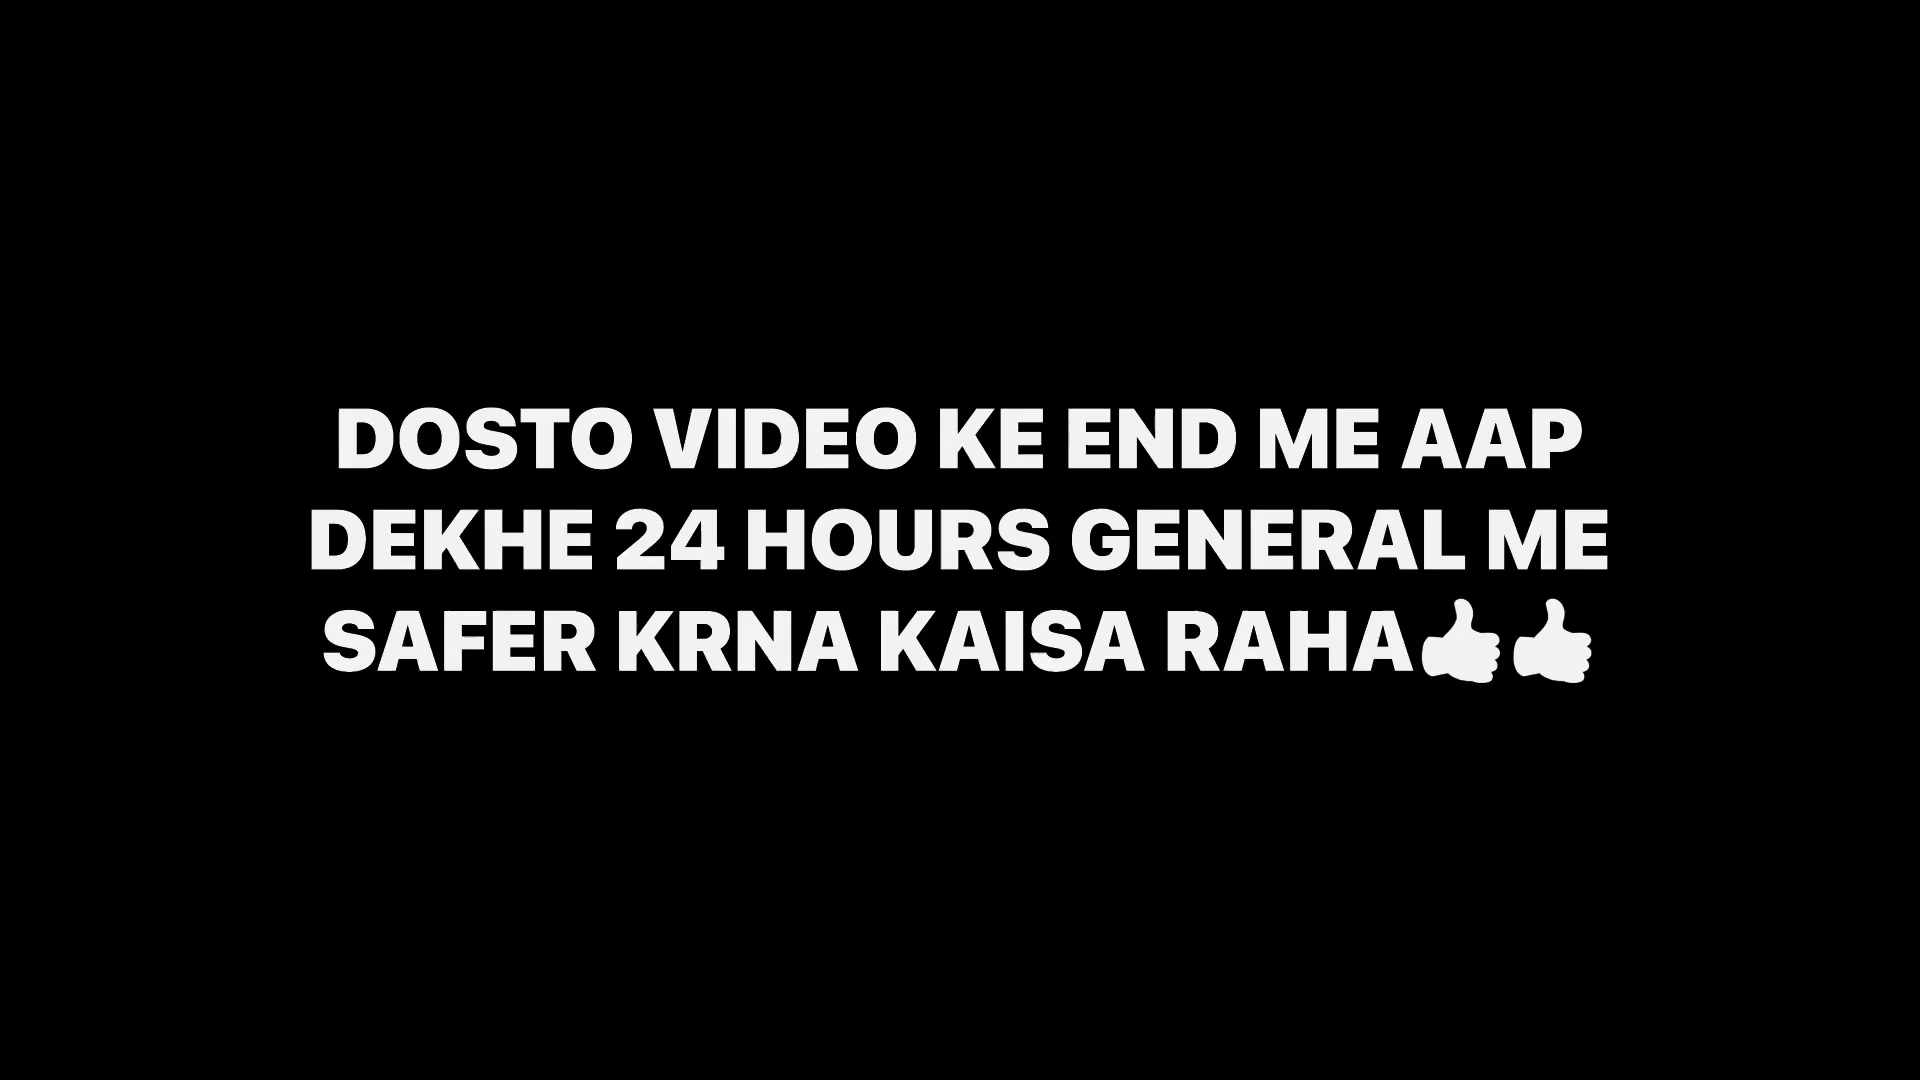 DOSTO VIDEO KE END ME AAP
DEKHE 24 HOURS GENERAL ME
SAFER KRNA KAISA RAHA👍👍